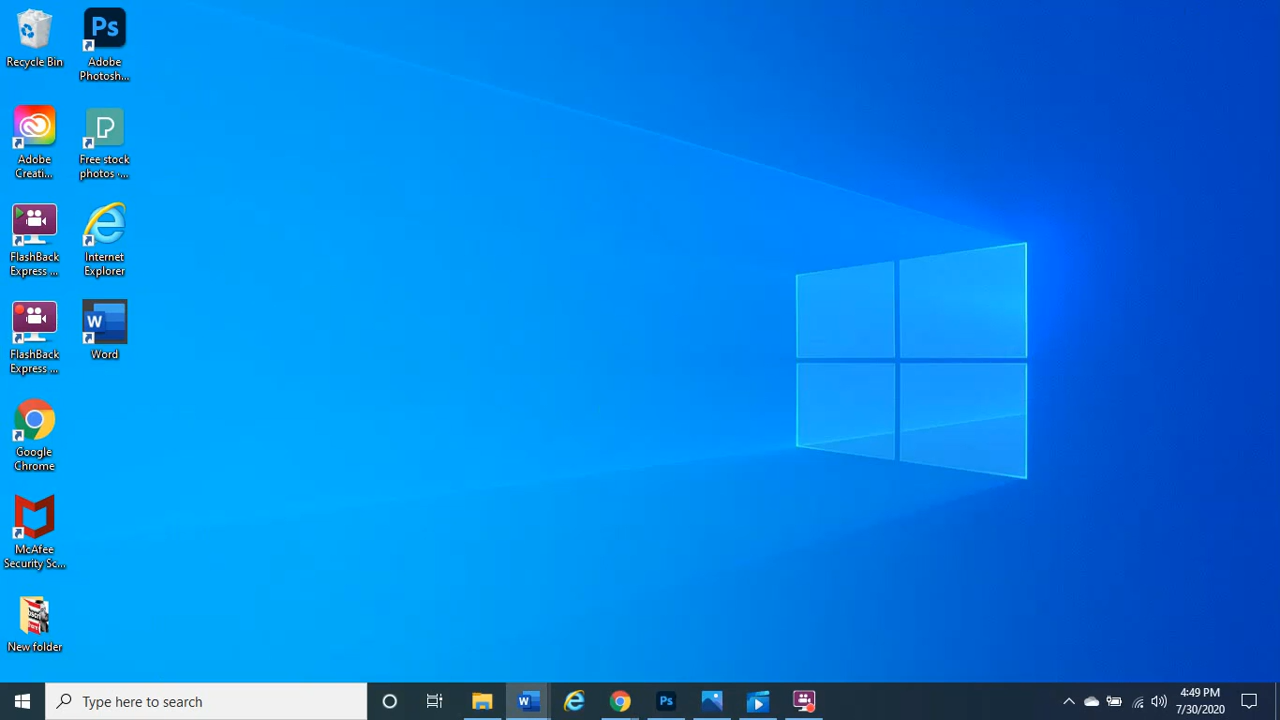 Recycle Bin
Adobe
Photosh...
Adobe
Creati...
Free stock
photos -...
FlashBack
Express ...
Internet
Explorer
FlashBack
Express ...
Word
Google
Chrome
McAfee
Security Sc...
New folder
Type here to search
4:49 PM
7/30/2020